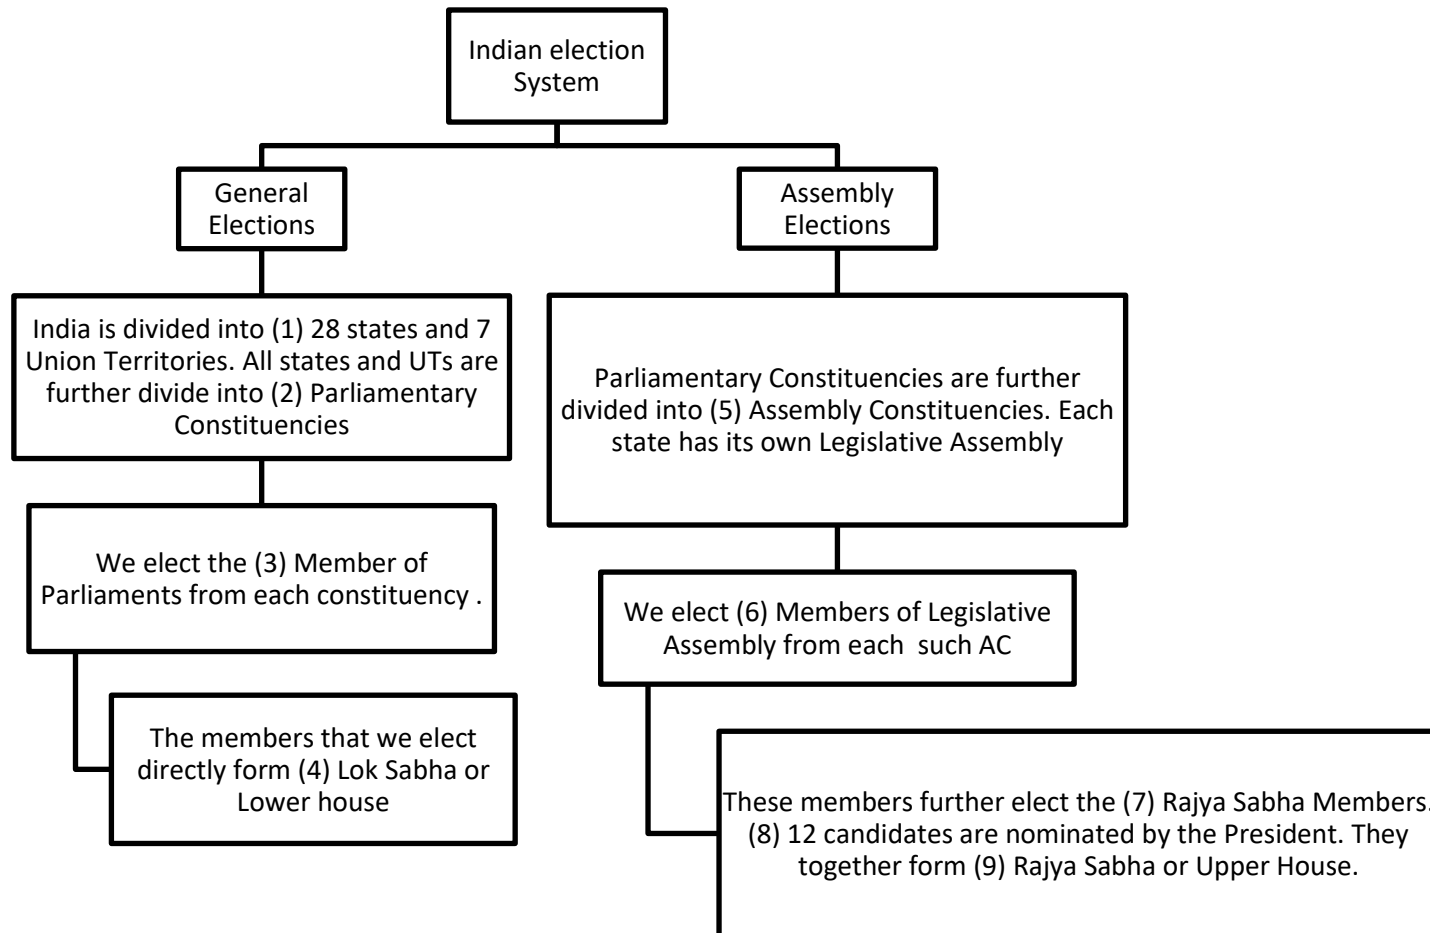 Indian election
System
General
Elections
Assembly
Elections
India is divided into (1) 28 states and 7
Union Territories. All states and UTs are
further divide into (2) Parliamentary
Constituencies
Parliamentary Constituencies are further
divided into (5) Assembly Constituencies. Each
state has its own Legislative Assembly
We elect the (3) Member of
Parliaments from each constituency .
We elect (6) Members of Legislative
Assembly from each such AC
The members that we elect
directly form (4) Lok Sabha or
Lower house
These members further elect the (7) Rajya Sabha Members.
(8) 12 candidates are nominated by the President. They
together form (9) Rajya Sabha or Upper House.